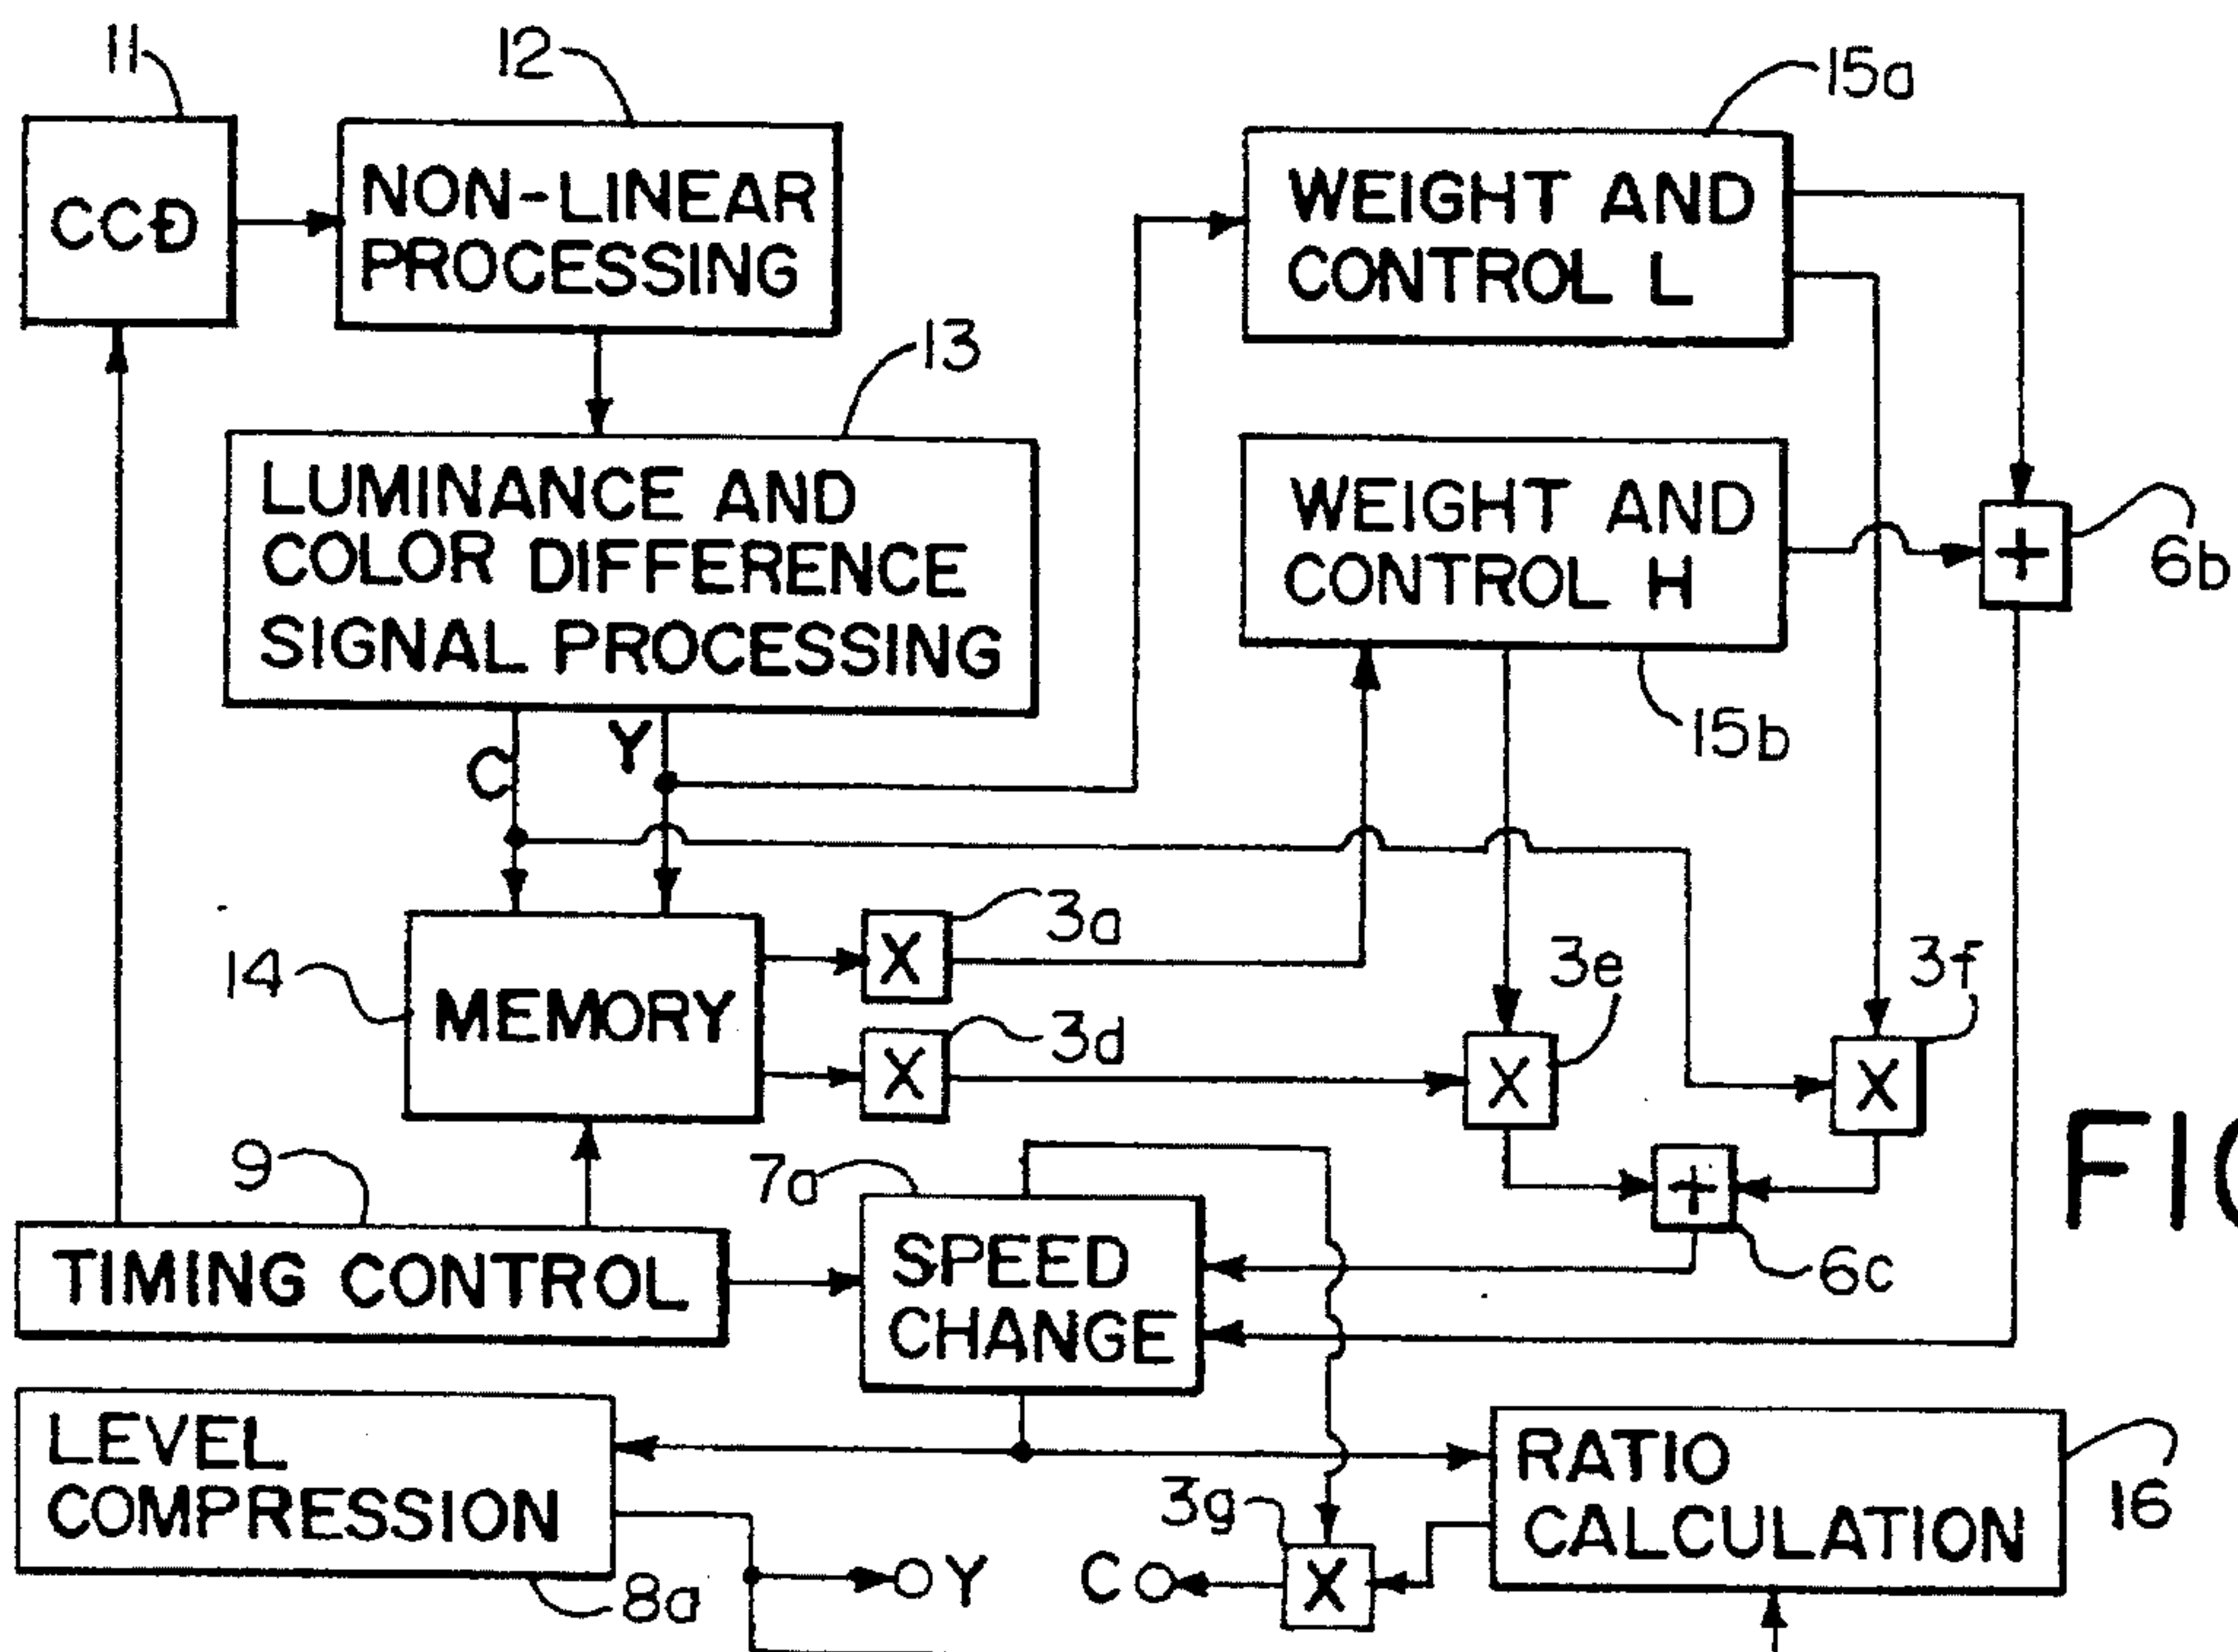 11
12
15a
CCD
NON-LINEAR
PROCESSING
WEIGHT AND
CONTROL L
13
LUMINANCE AND
COLOR DIFFERENCE
SIGNAL PROCESSING
WEIGHT AND
CONTROL H
+
6b
15b
C
Y
14
MEMORY
X
3a
X
3d
3e
X
3f
X
9
7a
+
6c
TIMING CONTROL
SPEED
CHANGE
LEVEL
COMPRESSION
8a
Y
C
3g
X
RATIO
CALCULATION
16